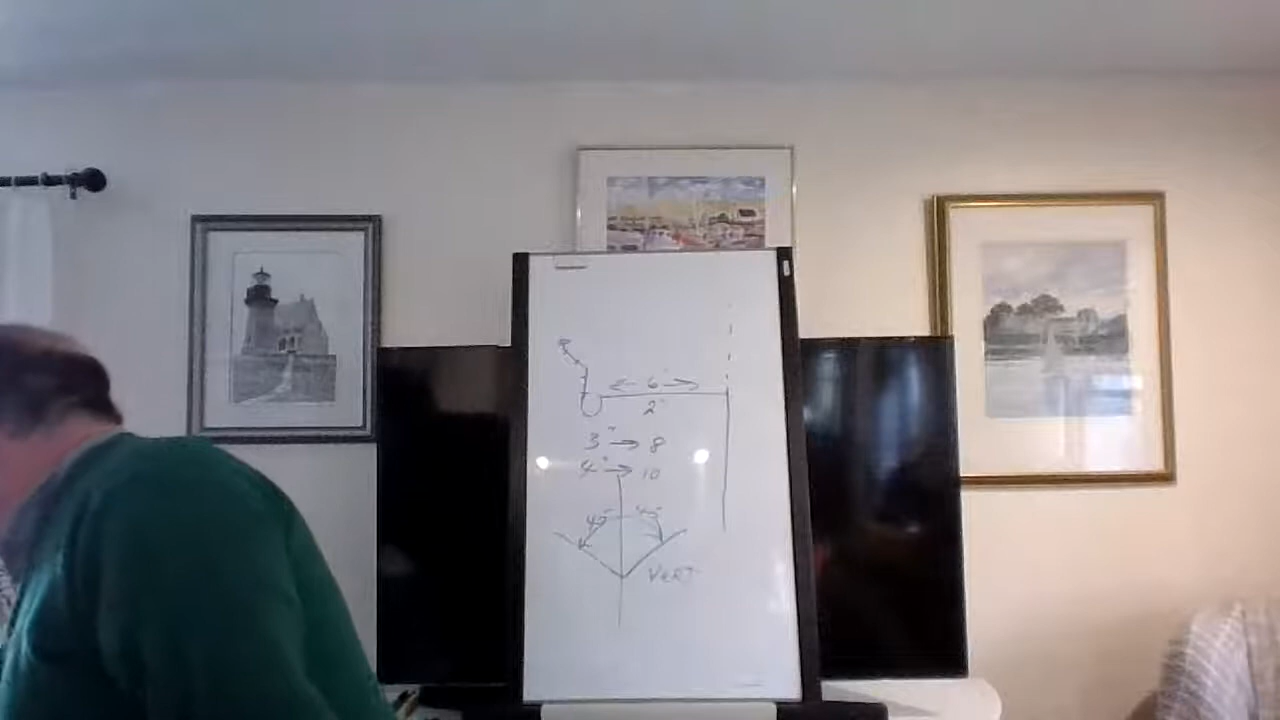 ← 6' →
2"
3" → 8
4" → 10
45° 45°
VERT